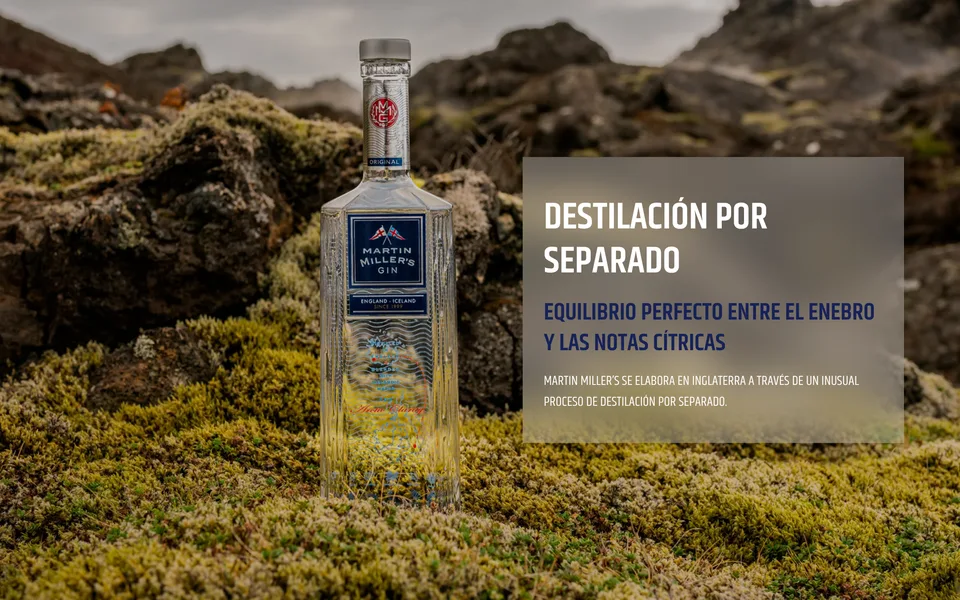 MMG
ORIGINAL
MARTIN
MILLER'S
GIN
ENGLAND - ICELAND
SINCE 1999
DESTILACIÓN POR
SEPARADO
EQUILIBRIO PERFECTO ENTRE EL ENEBRO
Y LAS NOTAS CÍTRICAS
MARTIN MILLER'S SE ELABORA EN INGLATERRA A TRAVÉS DE UN INUSUAL
PROCESO DE DESTILACIÓN POR SEPARADO.